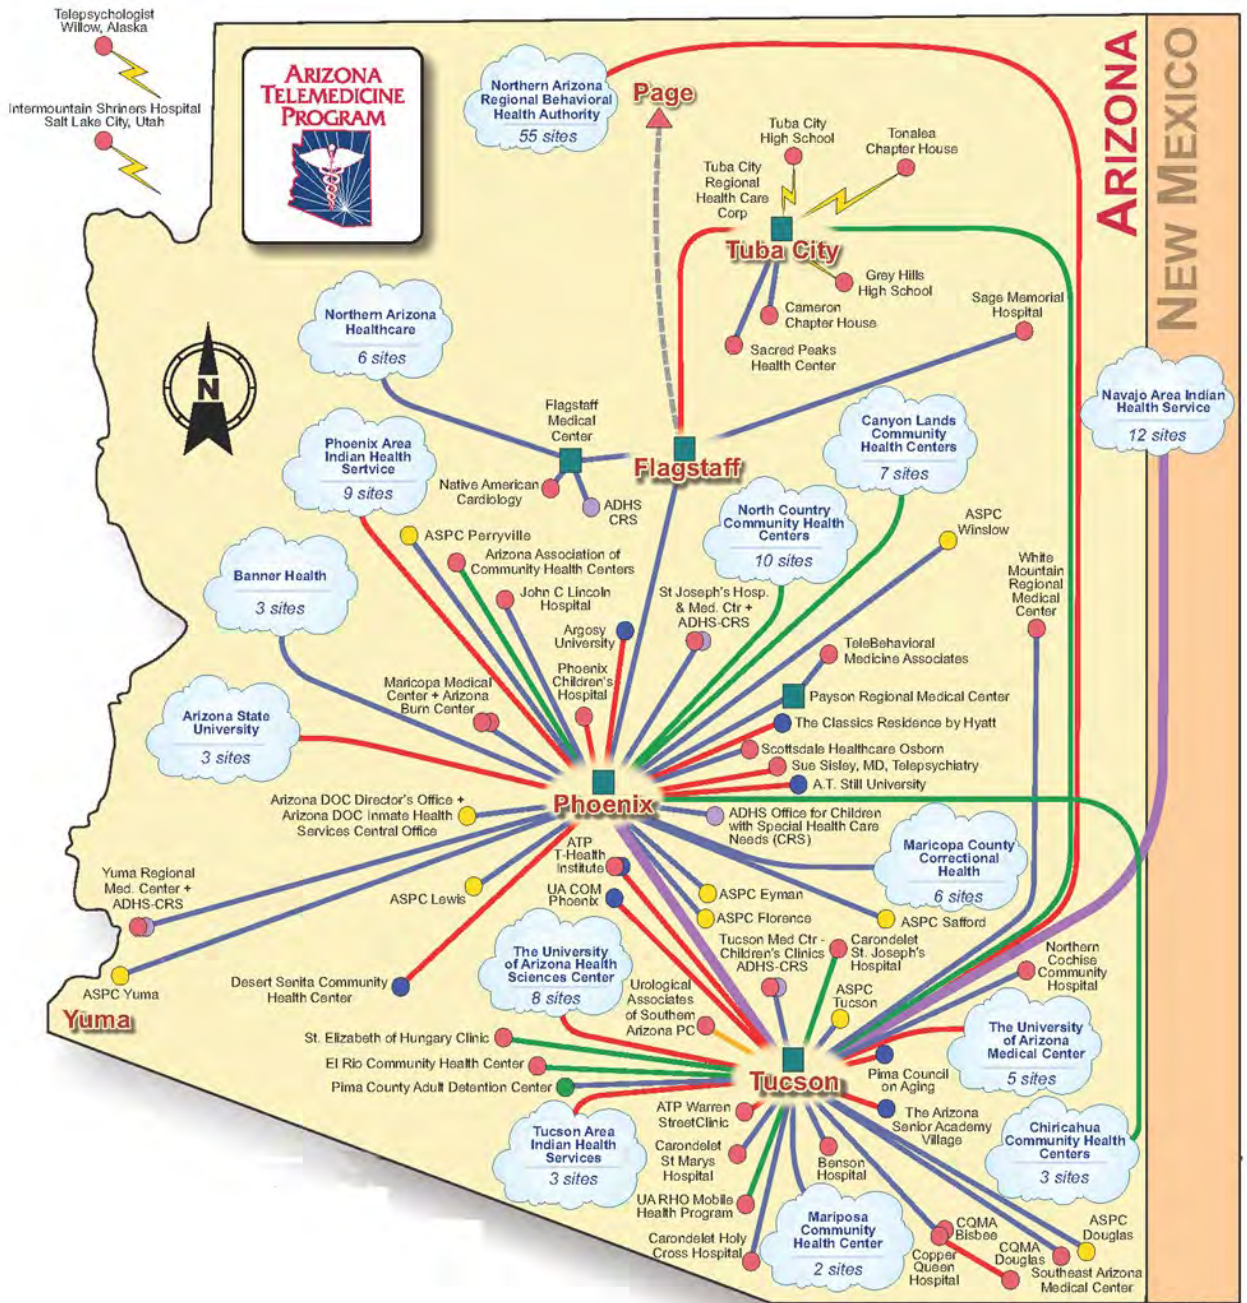 Telepsychologist
Willow, Alaska
Intermountain Shriners Hospital
Salt Lake City, Utah
ARIZONA
TELEMEDICINE
PROGRAM
Northern Arizona
Regional Behavioral
Health Authority
55 sites
Page
Tuba City
High School
Tonalea
Chapter House
Tuba City
Regional
Health Care
Corp
Tuba City
ARIZONA
NEW MEXICO
Grey Hills
High School
Cameron
Chapter House
Sacred Peaks
Health Center
Sage Memorial
Hospital
Northern Arizona
Healthcare
6 sites
N
Flagstaff
Medical
Center
Flagstaff
Native American
Cardiology
ADHS
CRS
Canyon Lands
Community
Health Centers
7 sites
Navajo Area Indian
Health Service
12 sites
Phoenix Area
Indian Health
Sertvice
9 sites
North Country
Community Health
Centers
10 sites
ASPC
Winslow
ASPC Perryville
Arizona Association of
Community Health Centers
John C Lincoln
Hospital
White
Mountain
Regional
Medical
Center
Banner Health
3 sites
Argosy
University
St Joseph's Hosp.
& Med. Ctr +
ADHS-CRS
TeleBehavioral
Medicine Associates
Phoenix
Children's
Hospital
Maricopa Medical
Center + Arizona
Burn Center
Payson Regional Medical Center
Arizona State
University
3 sites
The Classics Residence by Hyatt
Scottsdale Healthcare Osborn
Sue Sisley, MD, Telepsychiatry
A.T. Still University
Phoenix
Arizona DOC Director's Office +
Arizona DOC Inmate Health
Services Central Office
ADHS Office for Children
with Special Health Care
Needs (CRS)
Maricopa County
Correctional
Health
6 sites
ATP
T-Health
Institute
UA COM
Phoenix
Yuma Regional
Med. Center +
ADHS-CRS
ASPC Lewis
ASPC Eyman
ASPC Florence
ASPC Safford
ASPC Yuma
Yuma
Desert Senita Community
Health Center
The University
of Arizona Health
Sciences Center
8 sites
Urological
Associates
of Southern
Arizona PC
Tucson Med Ctr -
Children's Clinics
ADHS-CRS
Carondelet
St. Joseph's
Hospital
ASPC
Tucson
Northern
Cochise
Community
Hospital
St. Elizabeth of Hungary Clinic
El Rio Community Health Center
Pima County Adult Detention Center
Tucson
The University
of Arizona
Medical Center
5 sites
Pima Council
on Aging
The Arizona
Senior Academy
Village
Tucson Area
Indian Health
Services
3 sites
ATP Warren
StreetClinic
Carondelet
St Marys
Hospital
UA RHO Mobile
Health Program
Carondelet Holy
Cross Hospital
Benson
Hospital
Mariposa
Community
Health Center
2 sites
Chiricahua
Community Health
Centers
3 sites
CQMA
Bisbee
Copper
Queen
Hospital
CQMA
Douglas
ASPC
Douglas
Southeast Arizona
Medical Center